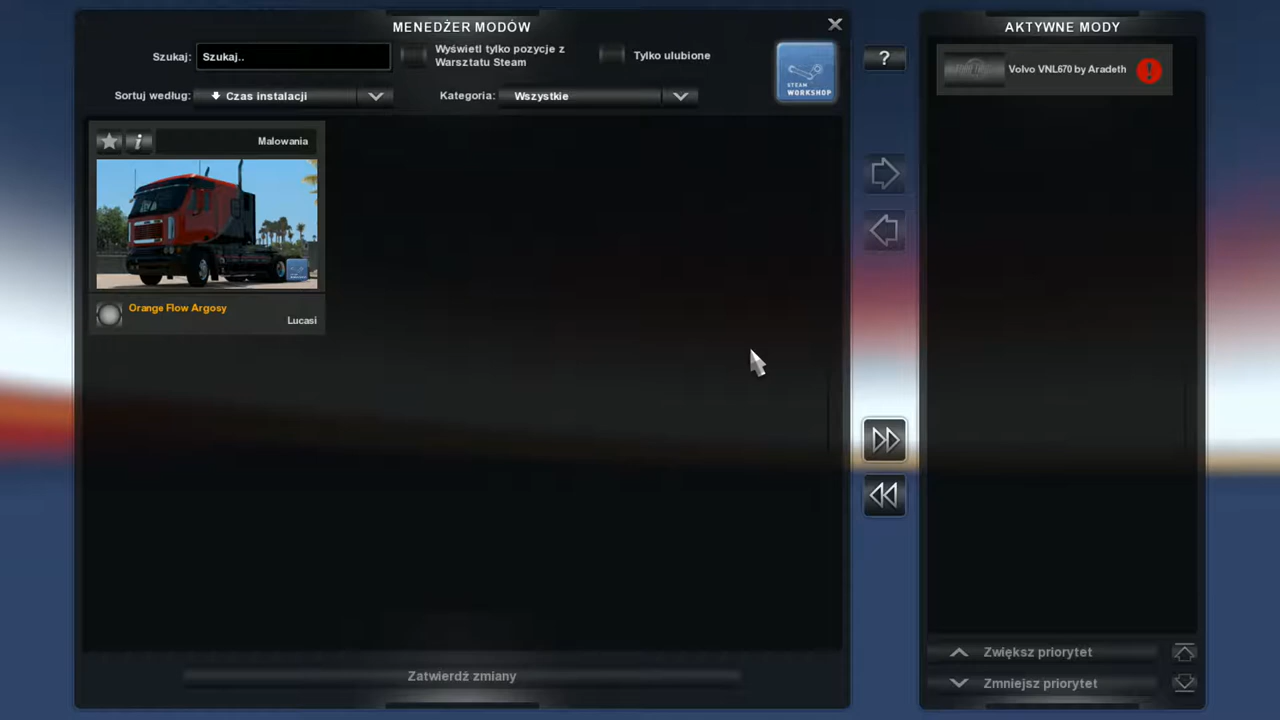 MENEDŻER MODÓW
Szukaj:
Szukaj..
Wyświetl tylko pozycje z
Warsztatu Steam
Tylko ulubione
STEAM
WORKSHOP
Sortuj według:
Czas instalacji
Kategoria:
Wszystkie
?
i
Malowania
Orange Flow Argosy
Lucasi
Zatwierdź zmiany
AKTYWNE MODY
Volvo VNL670 by Aradeth
!
Zwiększ priorytet
Zmniejsz priorytet